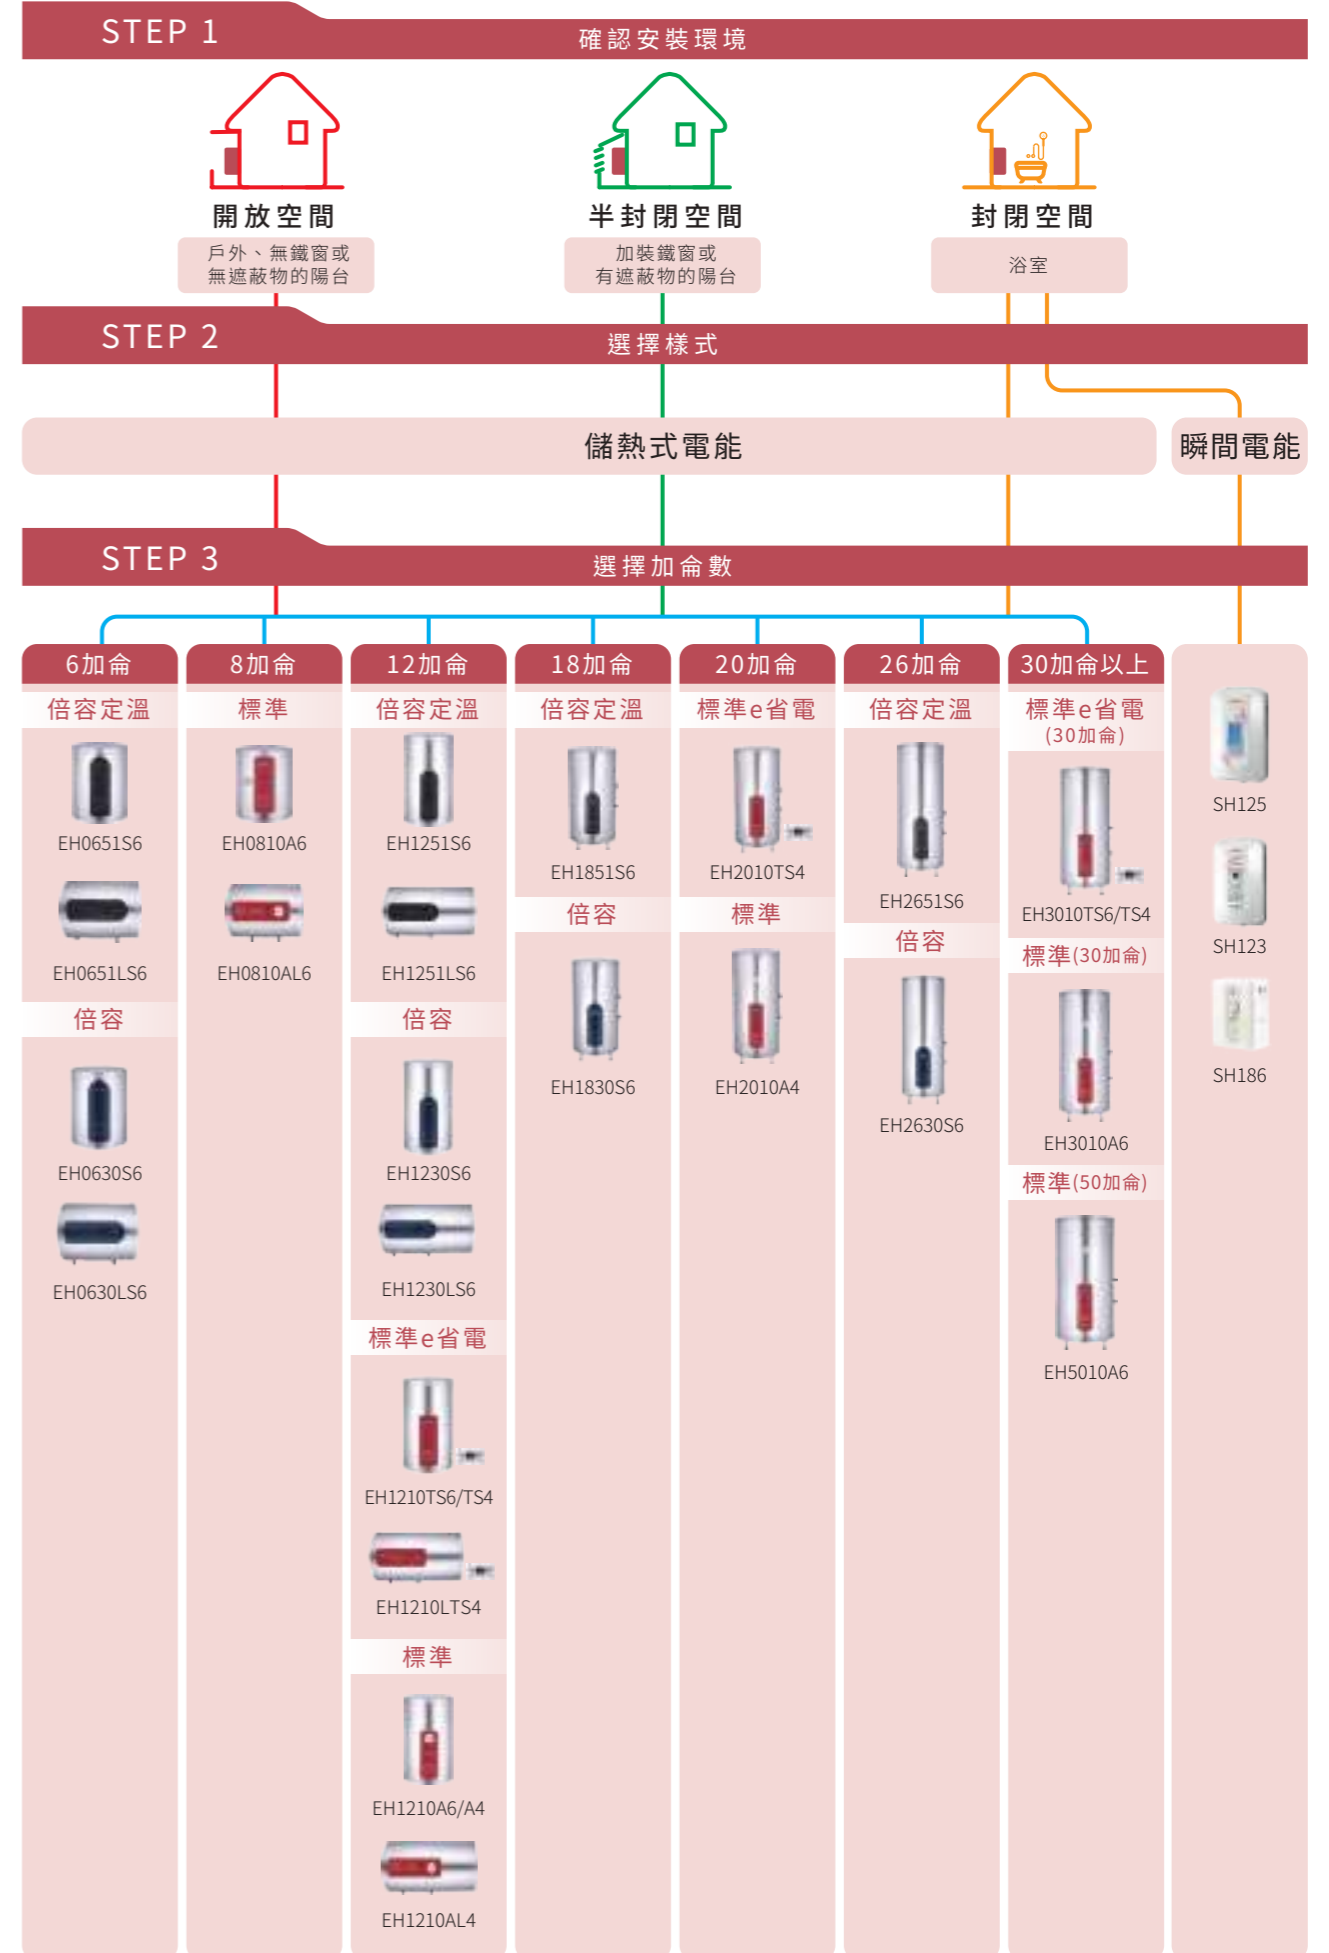 STEP 1
確認安裝環境
開放空間
戶外、無鐵窗或
無遮蔽物的陽台
半封閉空間
加裝鐵窗或
有遮蔽物的陽台
封閉空間
浴室
STEP 2
選擇樣式
儲熱式電能
瞬間電能
STEP 3
選擇加侖數
6加侖
倍容定溫
EH0651S6
EH0651LS6
倍容
EH0630S6
EH0630LS6
8加侖
標準
EH0810A6
EH0810AL6
12加侖
倍容定溫
EH1251S6
EH1251LS6
倍容
EH1230S6
EH1230LS6
標準e省電
EH1210TS6/TS4
EH1210LTS4
標準
EH1210A6/A4
EH1210AL4
18加侖
倍容定溫
EH1851S6
倍容
EH1830S6
20加侖
標準e省電
EH2010TS4
標準
EH2010A4
26加侖
倍容定溫
EH2651S6
倍容
EH2630S6
30加侖以上
標準e省電
(30加侖)
EH3010TS6/TS4
標準(30加侖)
EH3010A6
標準(50加侖)
EH5010A6
SH125
SH123
SH186